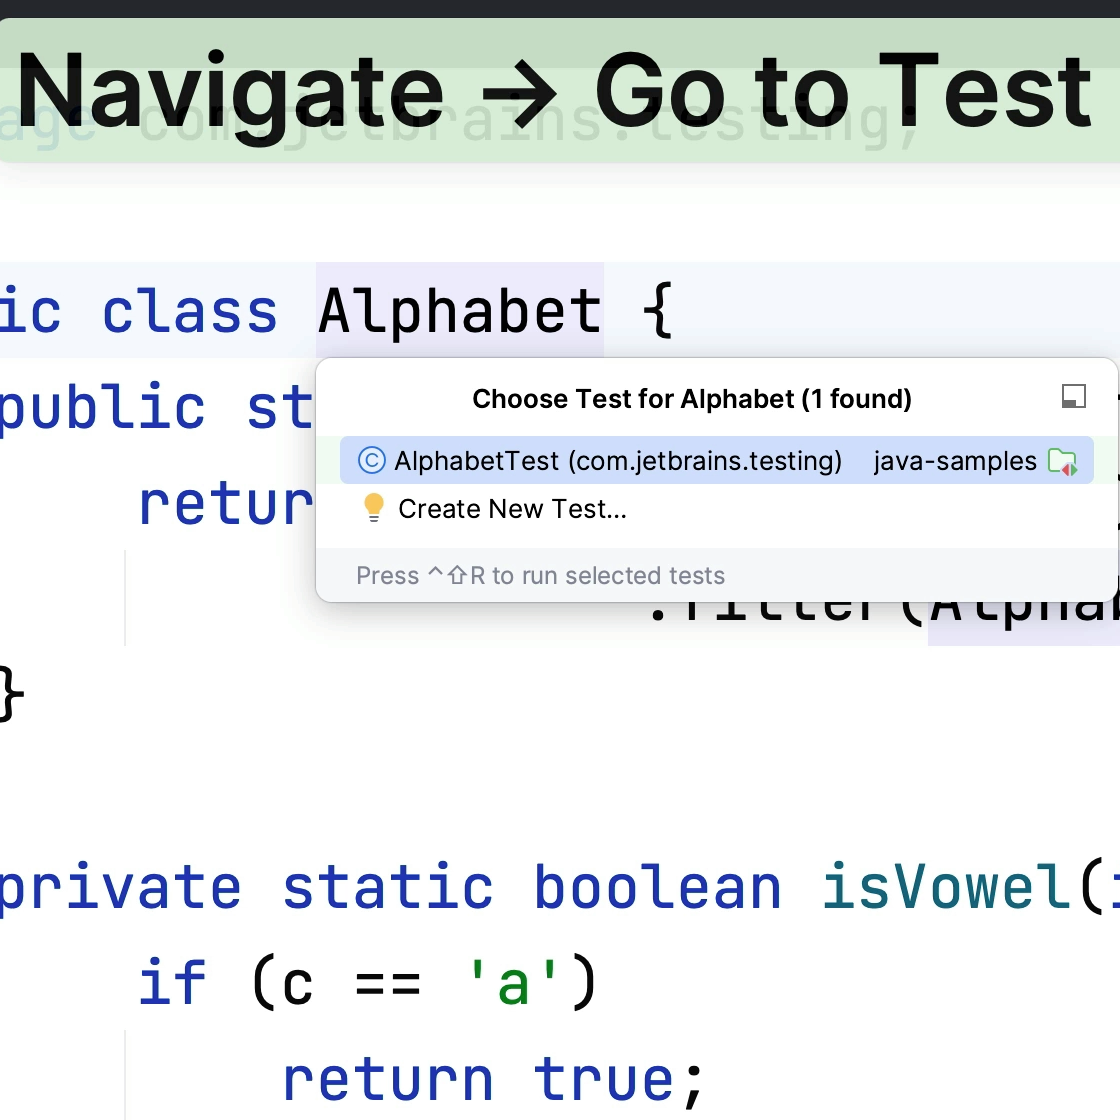 Navigate → Go to Test
age com.jetbrains.testing;
ic class Alphabet {
public st
Choose Test for Alphabet (1 found)
AlphabetTest (com.jetbrains.testing) java-samples
retur
Create New Test...
Press ^⇧R to run selected tests
.filter(Alphab
}
private static boolean isVowel(i
if (c == 'a')
return true;